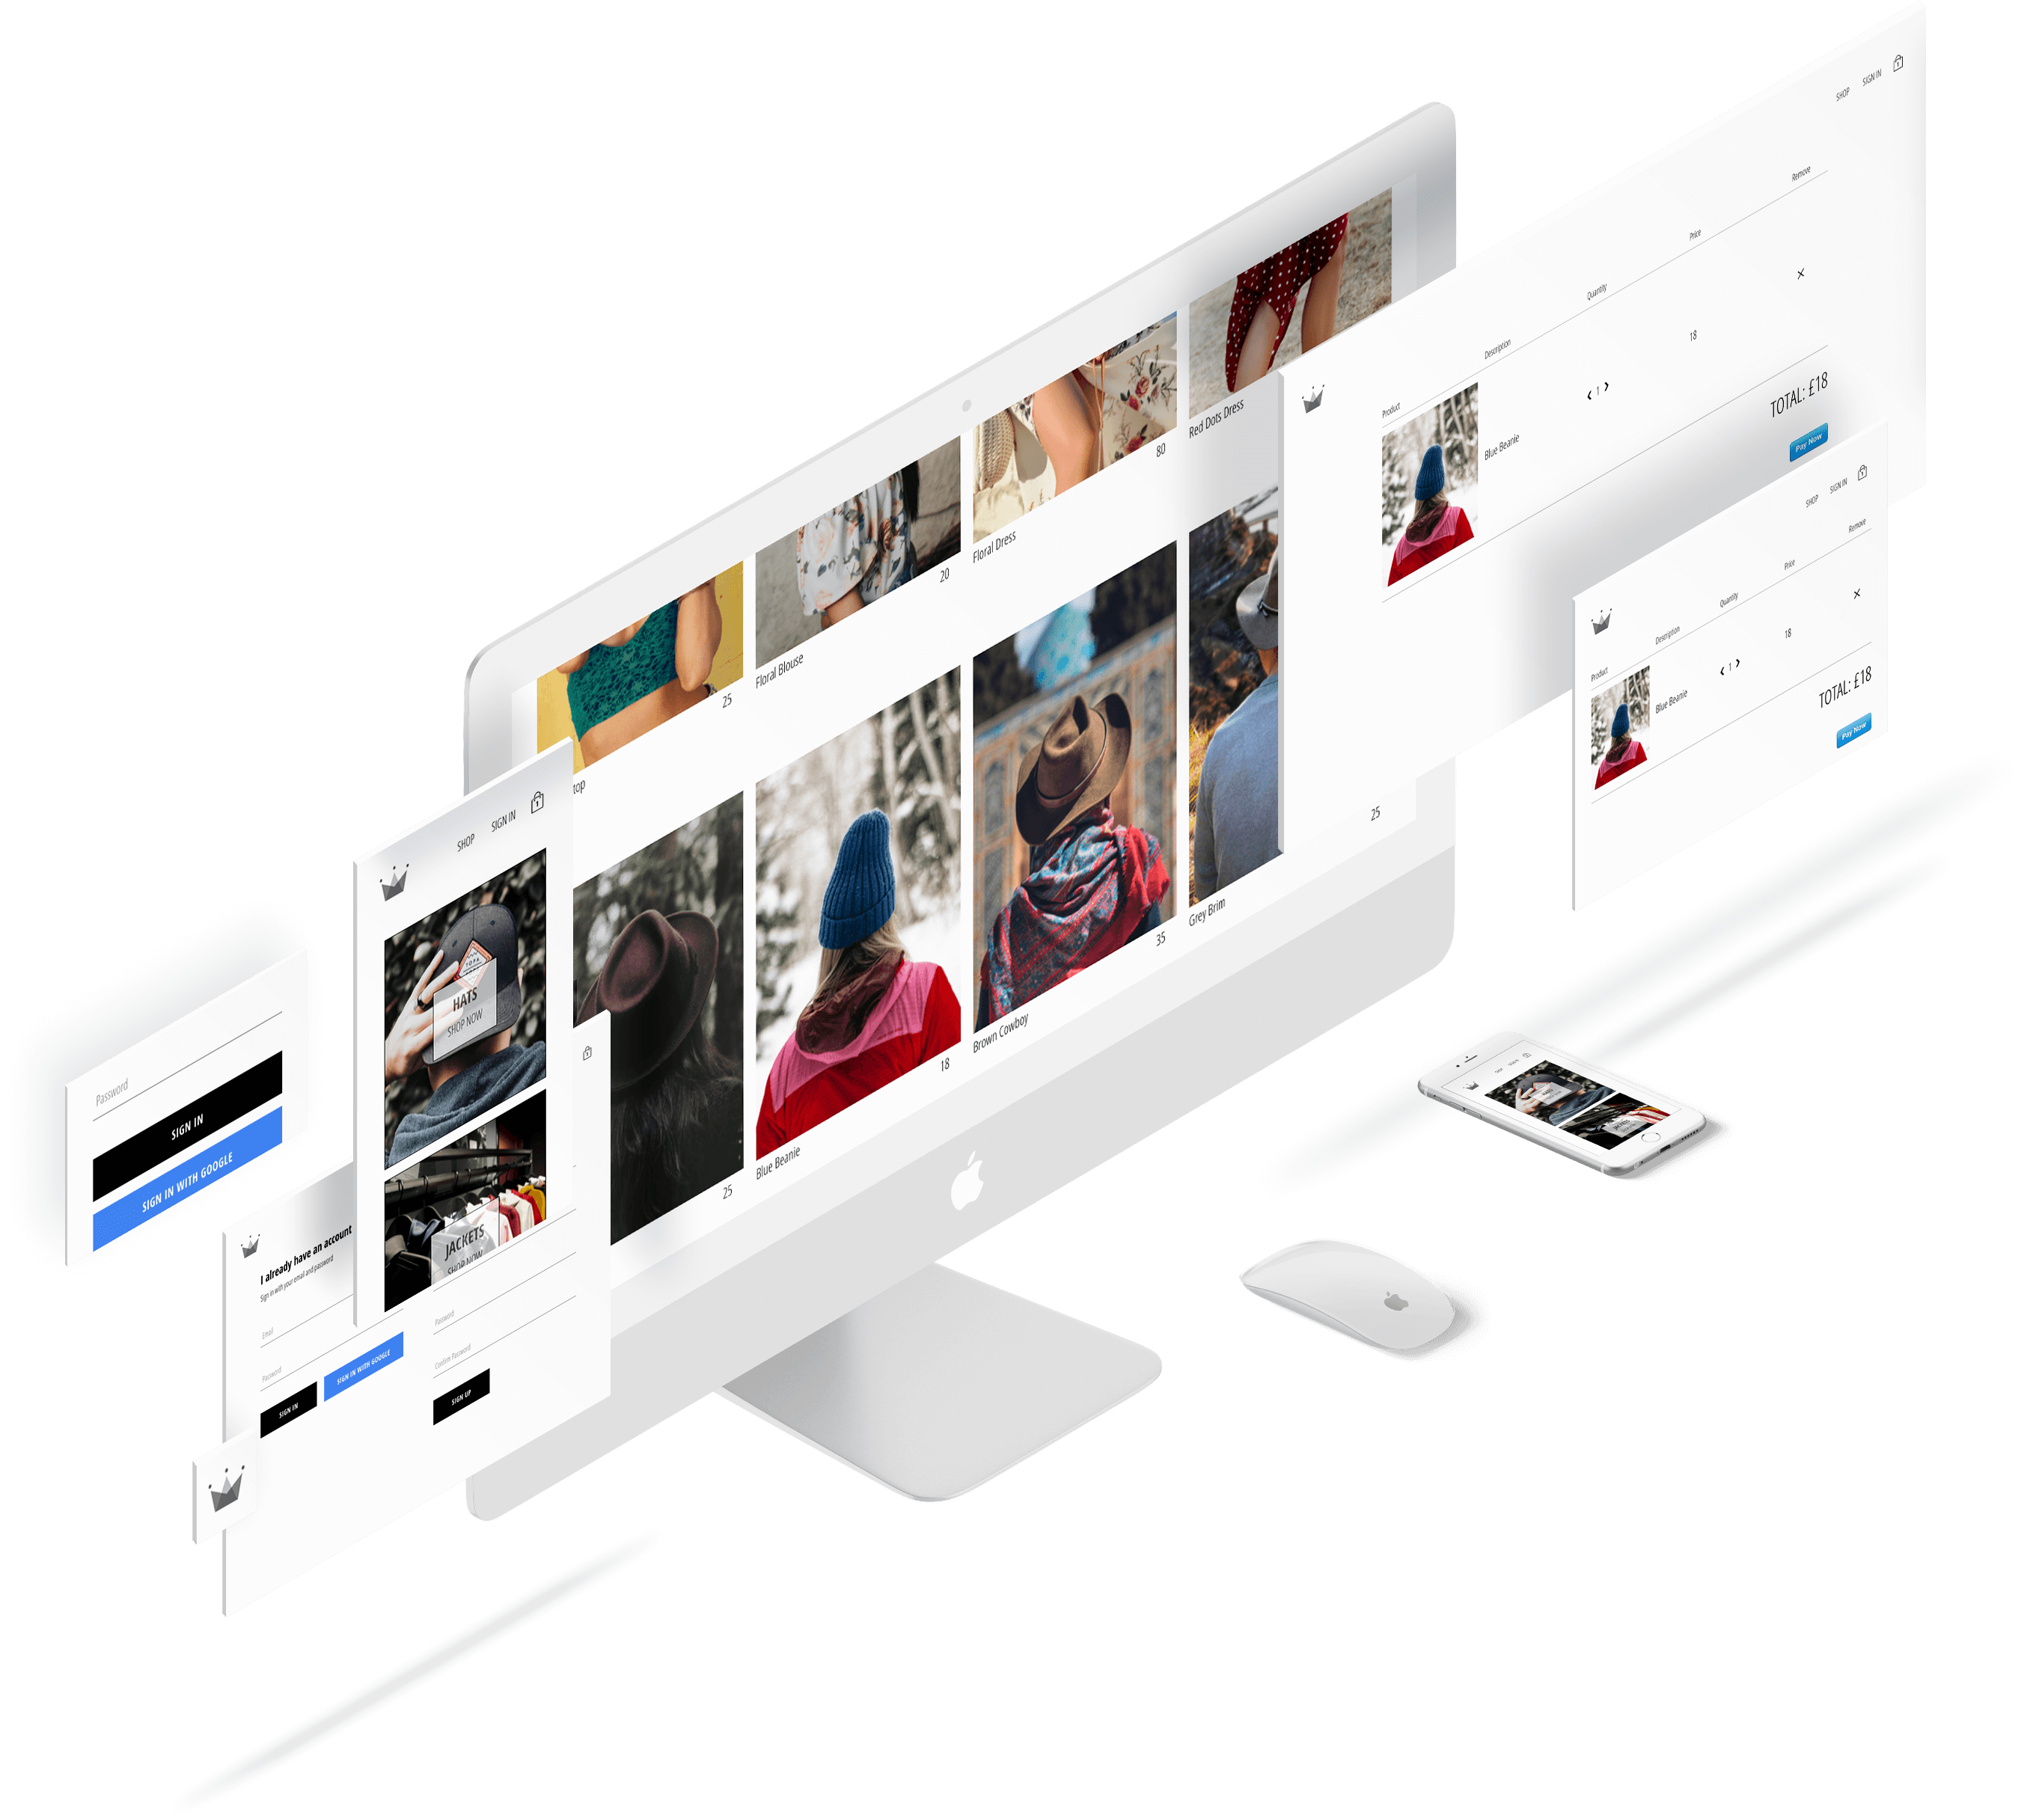 Red Dots Dress
80
Floral Dress
20
Floral Blouse
25
top
25
Grey Brim
35
Brown Cowboy
18
Blue Beanie
25
SHOP
SIGN IN
1
Product
Description
Quantity
Price
Remove
Blue Beanie
1
18
TOTAL: £18
Pay Now
SHOP
SIGN IN
1
Product
Description
Quantity
Price
Remove
Blue Beanie
1
18
TOTAL: £18
Pay Now
SHOP
SIGN IN
1
TOPA
HATS
SHOP NOW
JACKETS
SHOP NOW
Password
SIGN IN
SIGN IN WITH GOOGLE
I already have an account
Sign in with your email and password
Email
Password
SIGN IN
SIGN IN WITH GOOGLE
Password
Confirm Password
SIGN UP